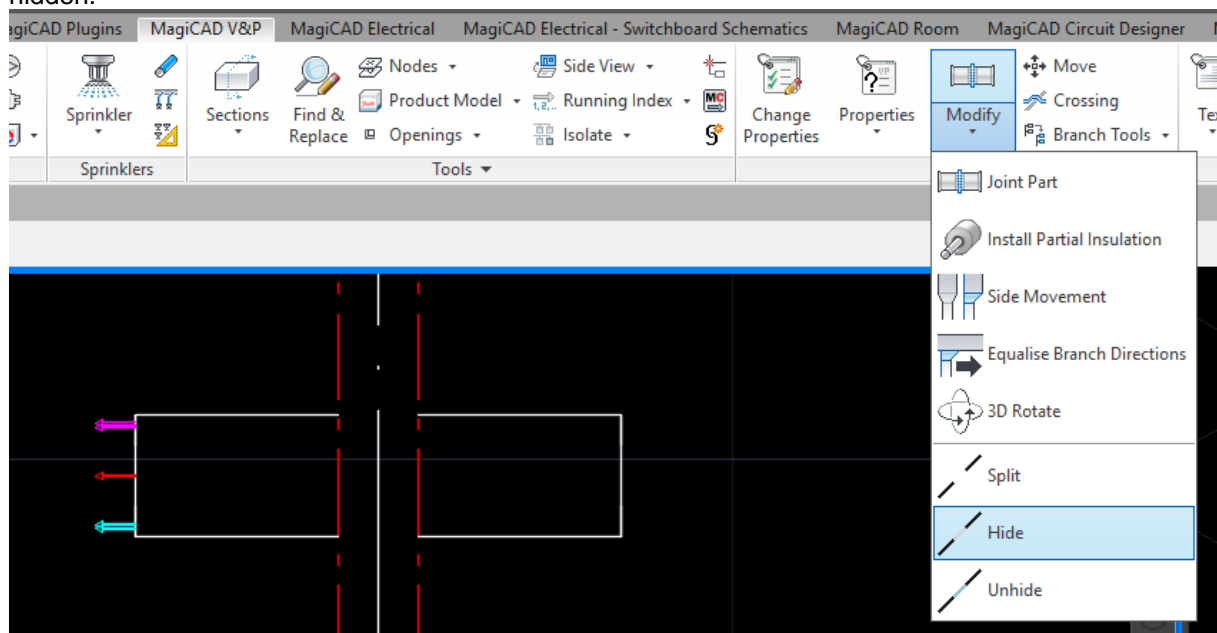 hidden.
agiCAD Plugins MagiCAD V&P MagiCAD Electrical MagiCAD Electrical - Switchboard Schematics MagiCAD Room MagiCAD Circuit Designer
Nodes Side View Move
Product Model Running Index Crossing
Sprinkler Sections Find & Replace Openings Isolate Change Properties Properties Modify Branch Tools
Sprinklers Tools
Joint Part
Install Partial Insulation
Side Movement
Equalise Branch Directions
3D Rotate
Split
Hide
Unhide